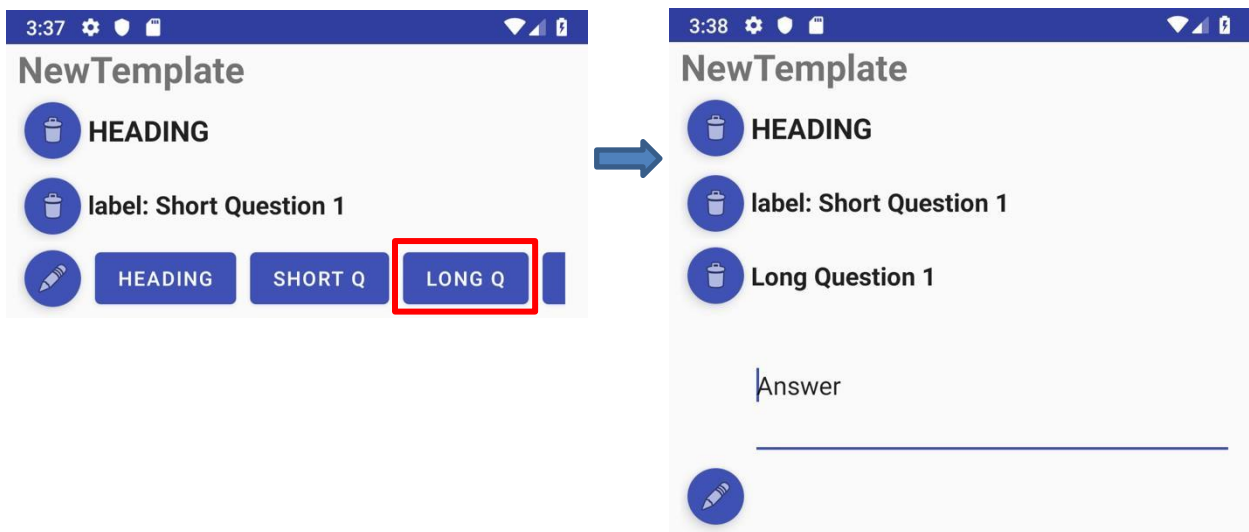 3:37
NewTemplate
HEADING
label: Short Question 1
HEADING SHORT Q LONG Q
3:38
NewTemplate
HEADING
label: Short Question 1
Long Question 1
Answer